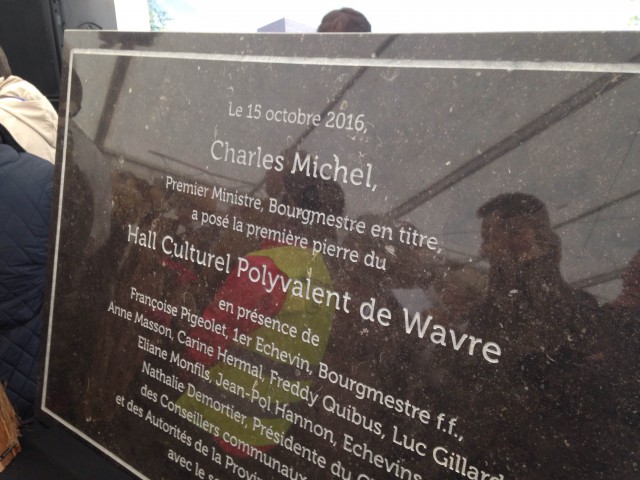 Le 15 octobre 2016,
Charles Michel,
Premier Ministre, Bourgmestre en titre,
a posé la première pierre du
Hall Culturel Polyvalent de Wavre
en présence de
Françoise Pigeolet, 1er Echevin, Bourgmestre f.f.,
Anne Masson, Carine Hermal, Freddy Quibus, Luc Gillard
Eliane Monfils, Jean-Pol Hannon, Echevins
Nathalie Demortier, Présidente du
des Conseillers communaux
et des Autorités de la Provin
avec le